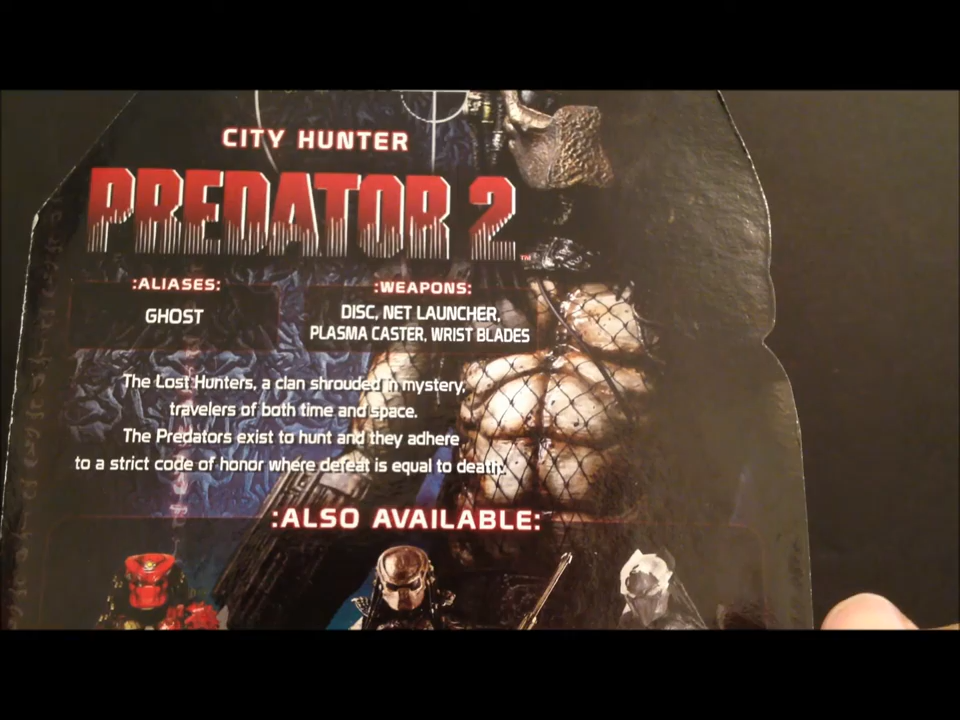 CITY HUNTER
PREDATOR 2 ™
:ALIASES:
GHOST
:WEAPONS:
DISC, NET LAUNCHER,
PLASMA CASTER, WRIST BLADES
The Lost Hunters, a clan shrouded in mystery,
travelers of both time and space.
The Predators exist to hunt and they adhere
to a strict code of honor where defeat is equal to death.
:ALSO AVAILABLE: